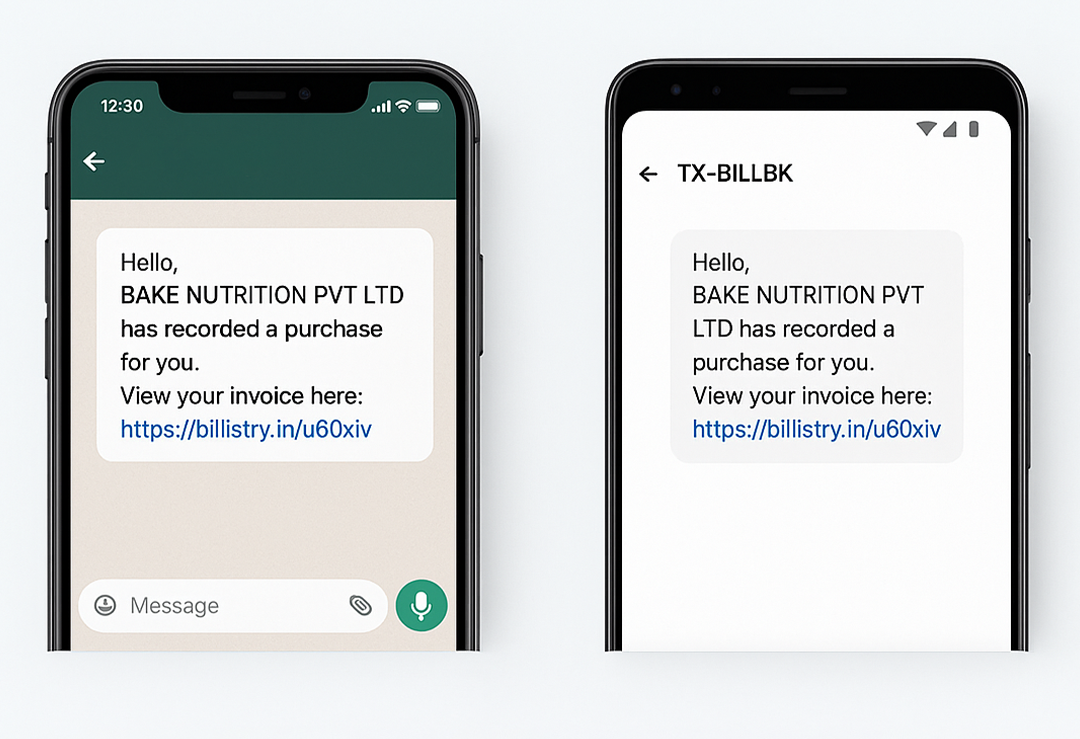 12:30
Hello,
BAKE NUTRITION PVT LTD
has recorded a purchase
for you.
View your invoice here:
https://billistry.in/u60xiv
Message
TX-BILLBK
Hello,
BAKE NUTRITION PVT
LTD has recorded a
purchase for you.
View your invoice here:
https://billistry.in/u60xiv